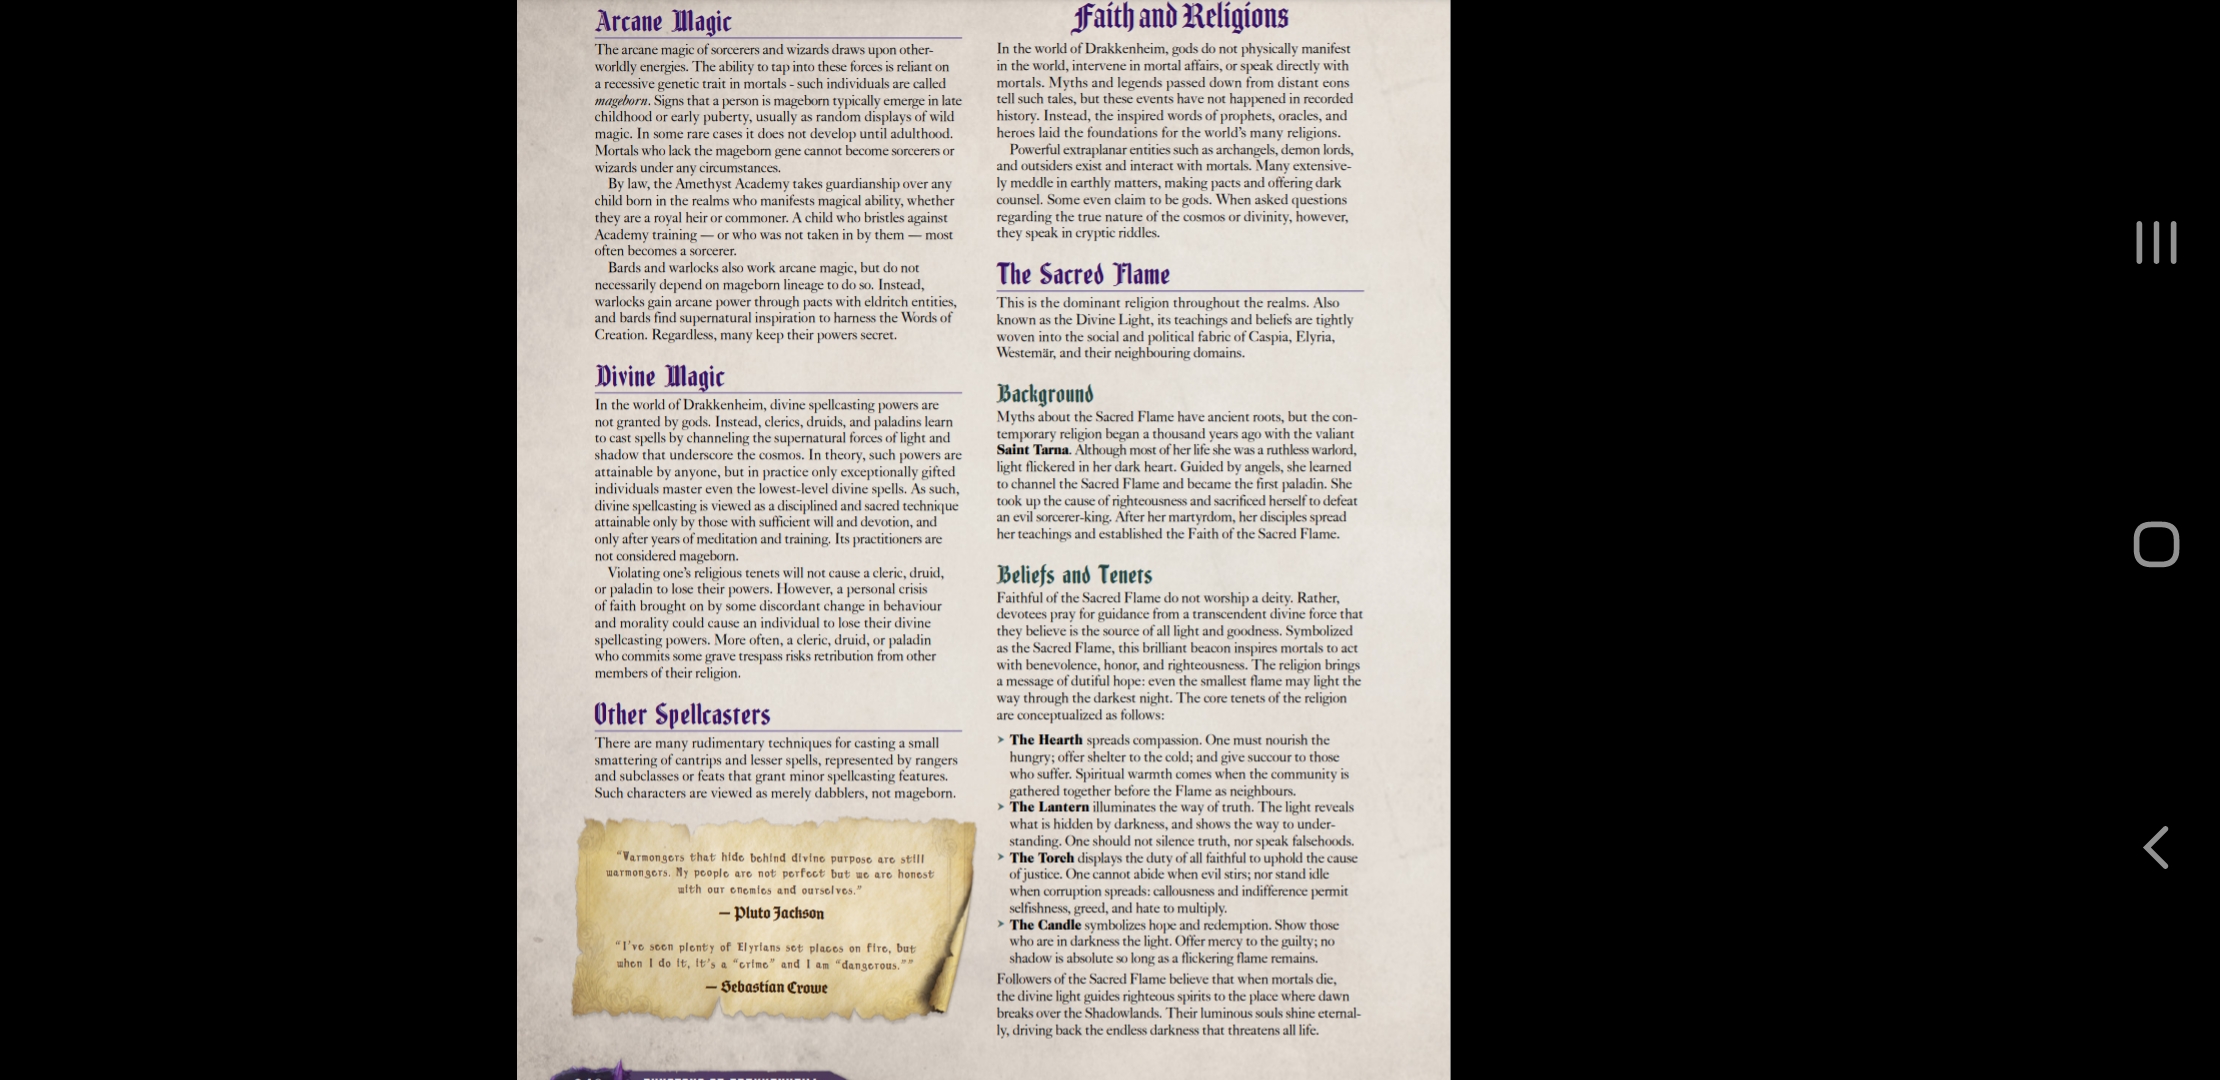 Arcane Magic
The arcane magic of sorcerers and wizards draws upon other-
worldly energies. The ability to tap into these forces is reliant on
a recessive genetic trait in mortals - such individuals are called
mageborn. Signs that a person is mageborn typically emerge in late
childhood or early puberty, usually as random displays of wild
magic. In some rare cases it does not develop until adulthood.
Mortals who lack the mageborn gene cannot become sorcerers or
wizards under any circumstances.
By law, the Amethyst Academy takes guardianship over any
child born in the realms who manifests magical ability, whether
they are a royal heir or commoner. A child who bristles against
Academy training — or who was not taken in by them — most
often becomes a sorcerer.
Bards and warlocks also work arcane magic, but do not
necessarily depend on mageborn lineage to do so. Instead,
warlocks gain arcane power through pacts with eldritch entities,
and bards find supernatural inspiration to harness the Words of
Creation. Regardless, many keep their powers secret.
Divine Magic
In the world of Drakkenheim, divine spellcasting powers are
not granted by gods. Instead, clerics, druids, and paladins learn
to cast spells by channeling the supernatural forces of light and
shadow that underscore the cosmos. In theory, such powers are
attainable by anyone, but in practice only exceptionally gifted
individuals master even the lowest-level divine spells. As such,
divine spellcasting is viewed as a disciplined and sacred technique
attainable only by those with sufficient will and devotion, and
only after years of meditation and training. Its practitioners are
not considered mageborn.
Violating one's religious tenets will not cause a cleric, druid,
or paladin to lose their powers. However, a personal crisis
of faith brought on by some discordant change in behaviour
and morality could cause an individual to lose their divine
spellcasting powers. More often, a cleric, druid, or paladin
who commits some grave trespass risks retribution from other
members of their religion.
Other Spellcasters
There are many rudimentary techniques for casting a small
smattering of cantrips and lesser spells, represented by rangers
and subclasses or feats that grant minor spellcasting features.
Such characters are viewed as merely dabblers, not mageborn.
"Warmongers that hide behind divine purpose are still
warmongers. My people are not perfect but we are honest
with our enemies and ourselves."
— Pluto Jackson
"I've seen plenty of Elyrians set places on fire, but
when I do it, it's a "crime" and I am "dangerous.""
— Sebastian Crowe
Faith and Religions
In the world of Drakkenheim, gods do not physically manifest
in the world, intervene in mortal affairs, or speak directly with
mortals. Myths and legends passed down from distant eons
tell such tales, but these events have not happened in recorded
history. Instead, the inspired words of prophets, oracles, and
heroes laid the foundations for the world's many religions.
Powerful extraplanar entities such as archangels, demon lords,
and outsiders exist and interact with mortals. Many extensive-
ly meddle in earthly matters, making pacts and offering dark
counsel. Some even claim to be gods. When asked questions
regarding the true nature of the cosmos or divinity, however,
they speak in cryptic riddles.
The Sacred Flame
This is the dominant religion throughout the realms. Also
known as the Divine Light, its teachings and beliefs are tightly
woven into the social and political fabric of Caspia, Elyria,
Westemär, and their neighbouring domains.
Background
Myths about the Sacred Flame have ancient roots, but the con-
temporary religion began a thousand years ago with the valiant
Saint Tarna. Although most of her life she was a ruthless warlord,
light flickered in her dark heart. Guided by angels, she learned
to channel the Sacred Flame and became the first paladin. She
took up the cause of righteousness and sacrificed herself to defeat
an evil sorcerer-king. After her martyrdom, her disciples spread
her teachings and established the Faith of the Sacred Flame.
Beliefs and Tenets
Faithful of the Sacred Flame do not worship a deity. Rather,
devotees pray for guidance from a transcendent divine force that
they believe is the source of all light and goodness. Symbolized
as the Sacred Flame, this brilliant beacon inspires mortals to act
with benevolence, honor, and righteousness. The religion brings
a message of dutiful hope: even the smallest flame may light the
way through the darkest night. The core tenets of the religion
are conceptualized as follows:
➤ The Hearth spreads compassion. One must nourish the
hungry; offer shelter to the cold; and give succour to those
who suffer. Spiritual warmth comes when the community is
gathered together before the Flame as neighbours.
➤ The Lantern illuminates the way of truth. The light reveals
what is hidden by darkness, and shows the way to under-
standing. One should not silence truth, nor speak falsehoods.
➤ The Torch displays the duty of all faithful to uphold the cause
of justice. One cannot abide when evil stirs; nor stand idle
when corruption spreads: callousness and indifference permit
selfishness, greed, and hate to multiply.
➤ The Candle symbolizes hope and redemption. Show those
who are in darkness the light. Offer mercy to the guilty; no
shadow is absolute so long as a flickering flame remains.
Followers of the Sacred Flame believe that when mortals die,
the divine light guides righteous spirits to the place where dawn
breaks over the Shadowlands. Their luminous souls shine eternal-
ly, driving back the endless darkness that threatens all life.